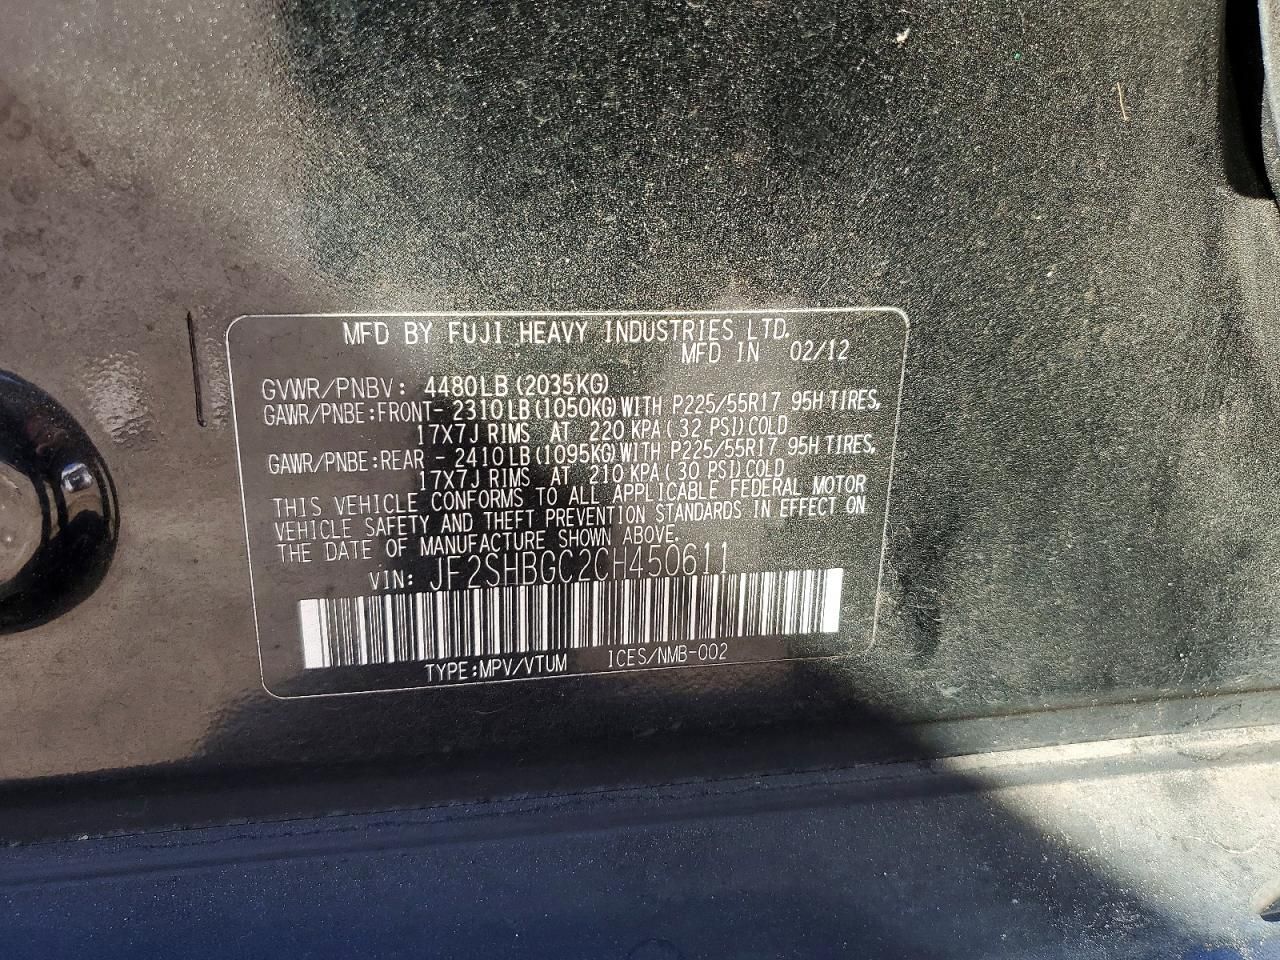 MFD BY FUJI HEAVY INDUSTRIES LTD.
MFD IN 02/12
GVWR/PNBV: 4480LB(2035KG)
GAWR/PNBE:FRONT- 2310LB(1050KG)WITH P225/55R17 95H TIRES,
17X7J RIMS AT 220 KPA(32 PSI)COLD
GAWR/PNBE:REAR - 2410LB(1095KG)WITH P225/55R17 95H TIRES,
17X7J RIMS AT 210 KPA(30 PSI)COLD
THIS VEHICLE CONFORMS TO ALL APPLICABLE FEDERAL MOTOR
VEHICLE SAFETY AND THEFT PREVENTION STANDARDS IN EFFECT ON
THE DATE OF MANUFACTURE SHOWN ABOVE.
VIN: JF2SHBGC2CH450611
TYPE:MPV/VTUM ICES/NMB-002